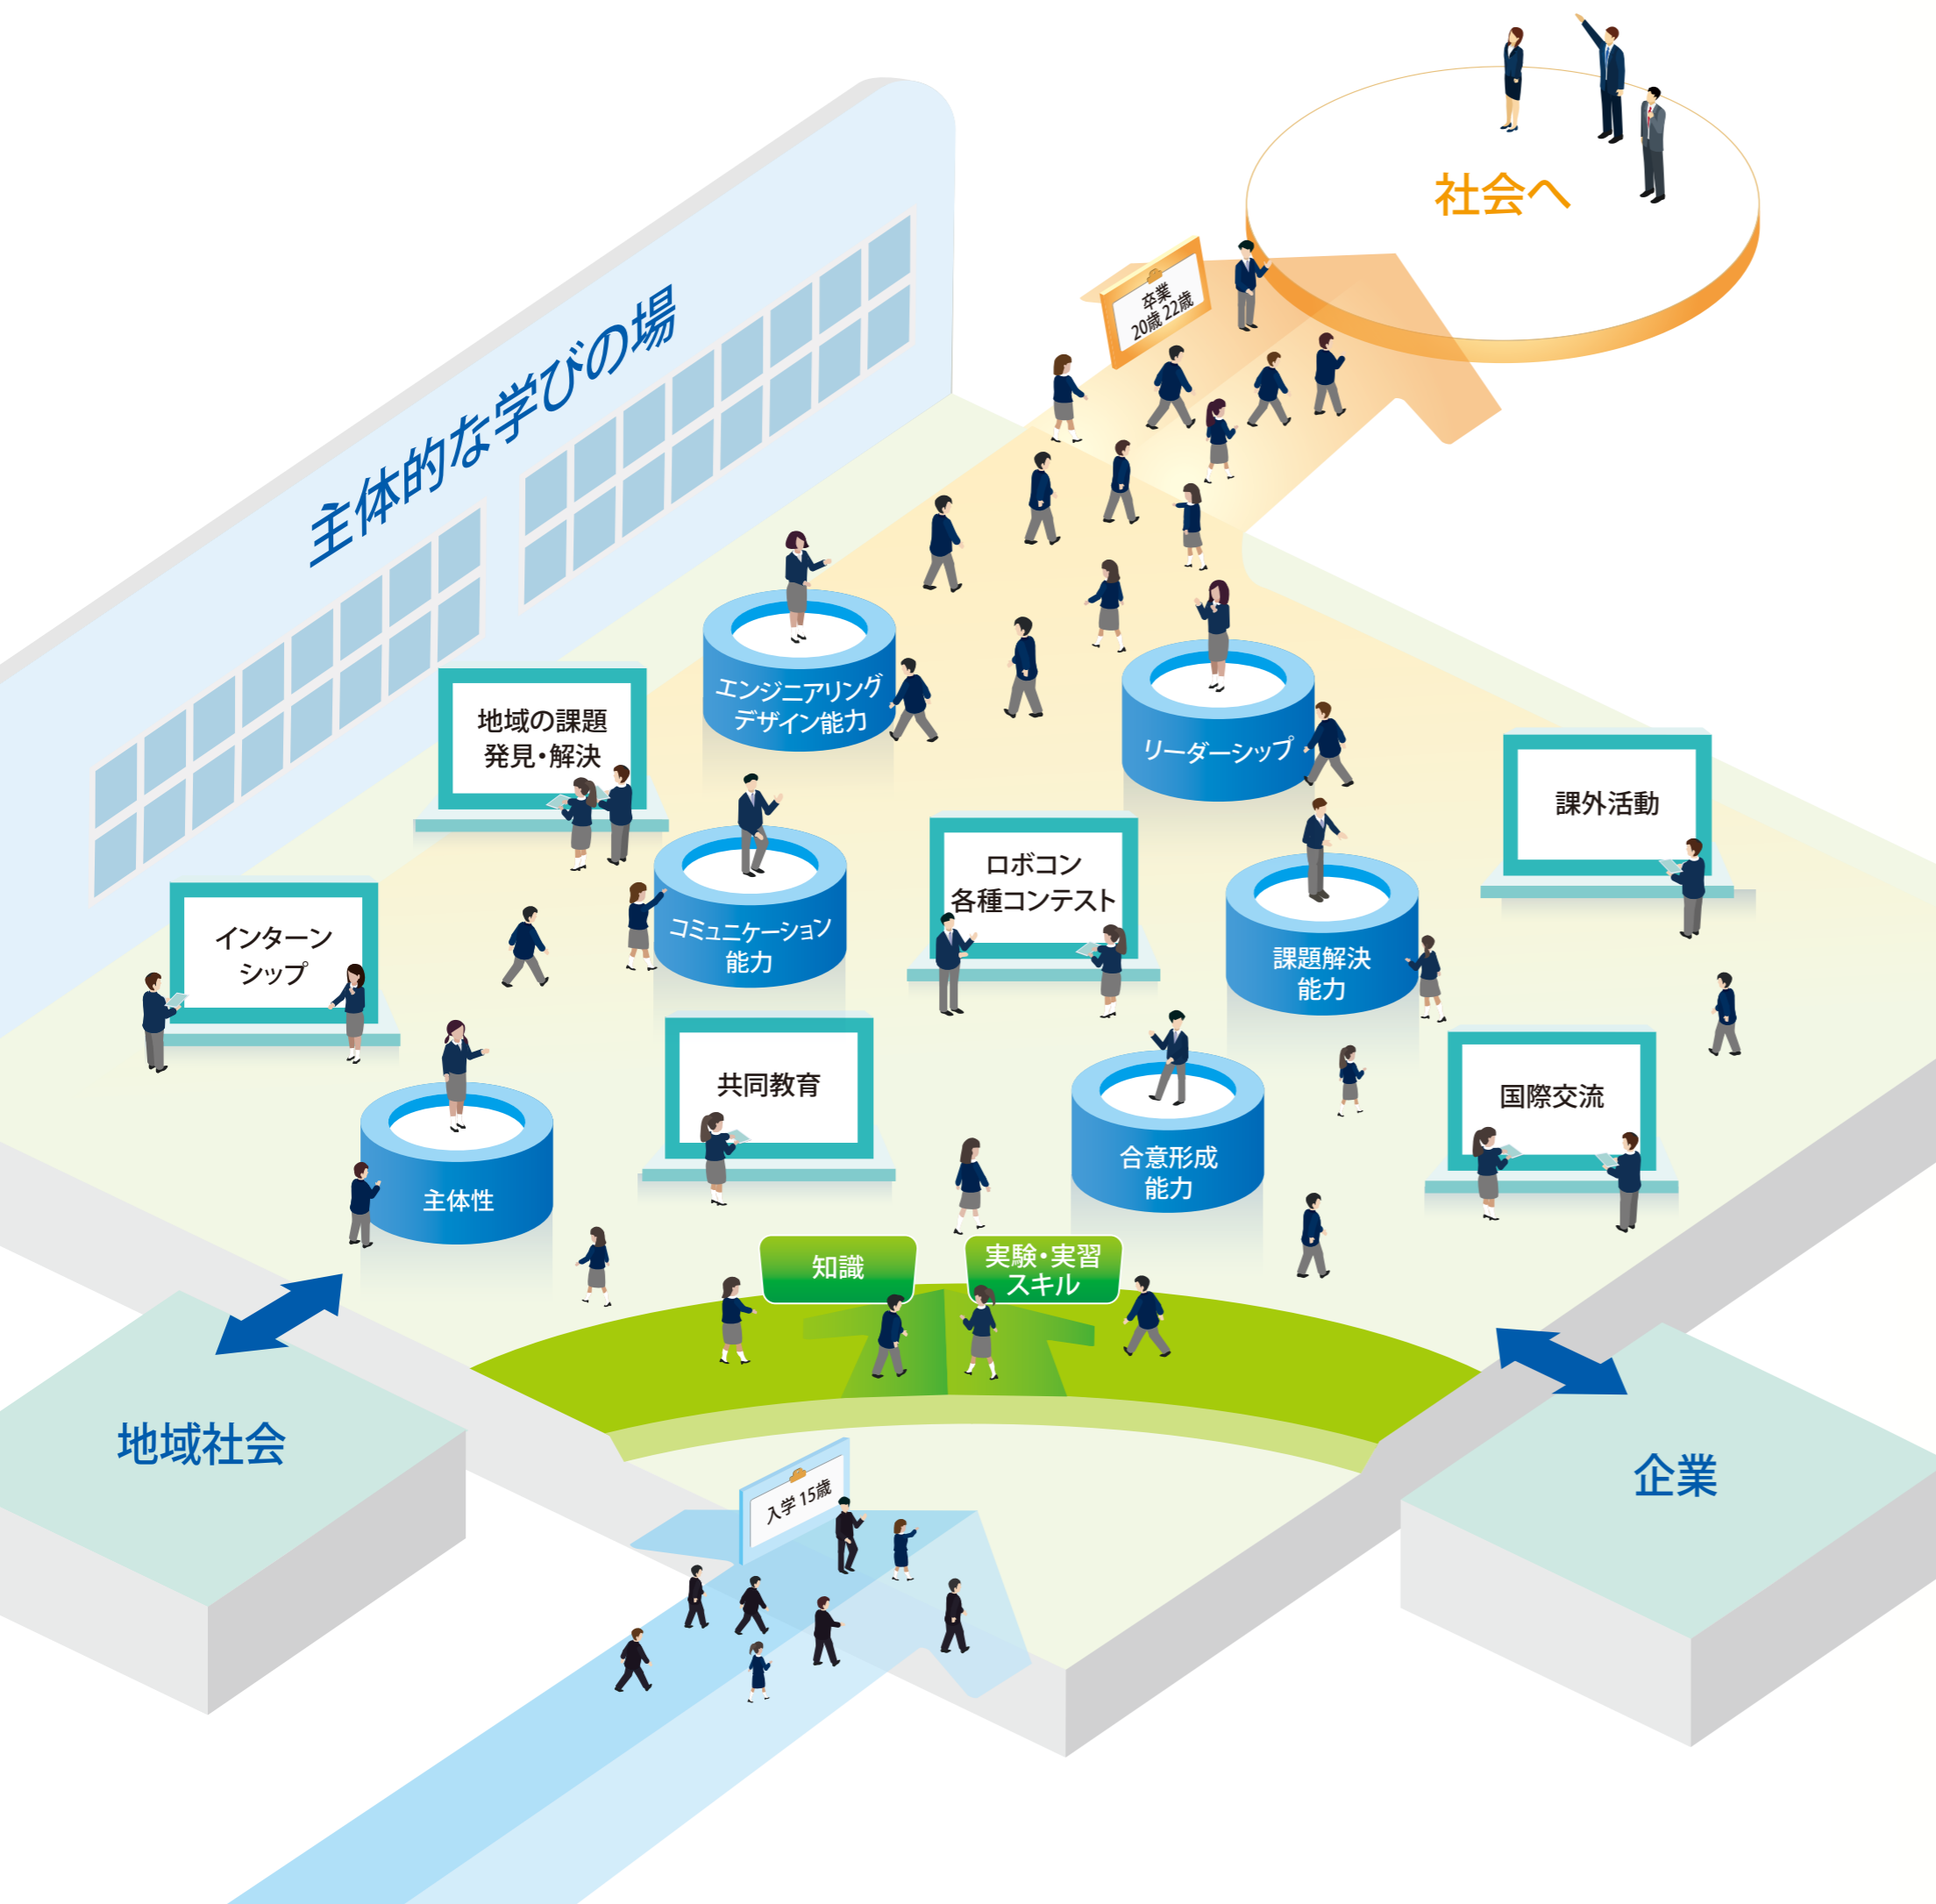 社会へ
卒業
20歳 22歳
主体的な学びの場
エンジニアリング
デザイン能力
リーダーシップ
地域の課題
発見・解決
課外活動
ロボコン
各種コンテスト
コミュニケーション
能力
インターン
シップ
課題解決
能力
共同教育
国際交流
合意形成
能力
主体性
知識
実験・実習
スキル
地域社会
企業
入学 15歳